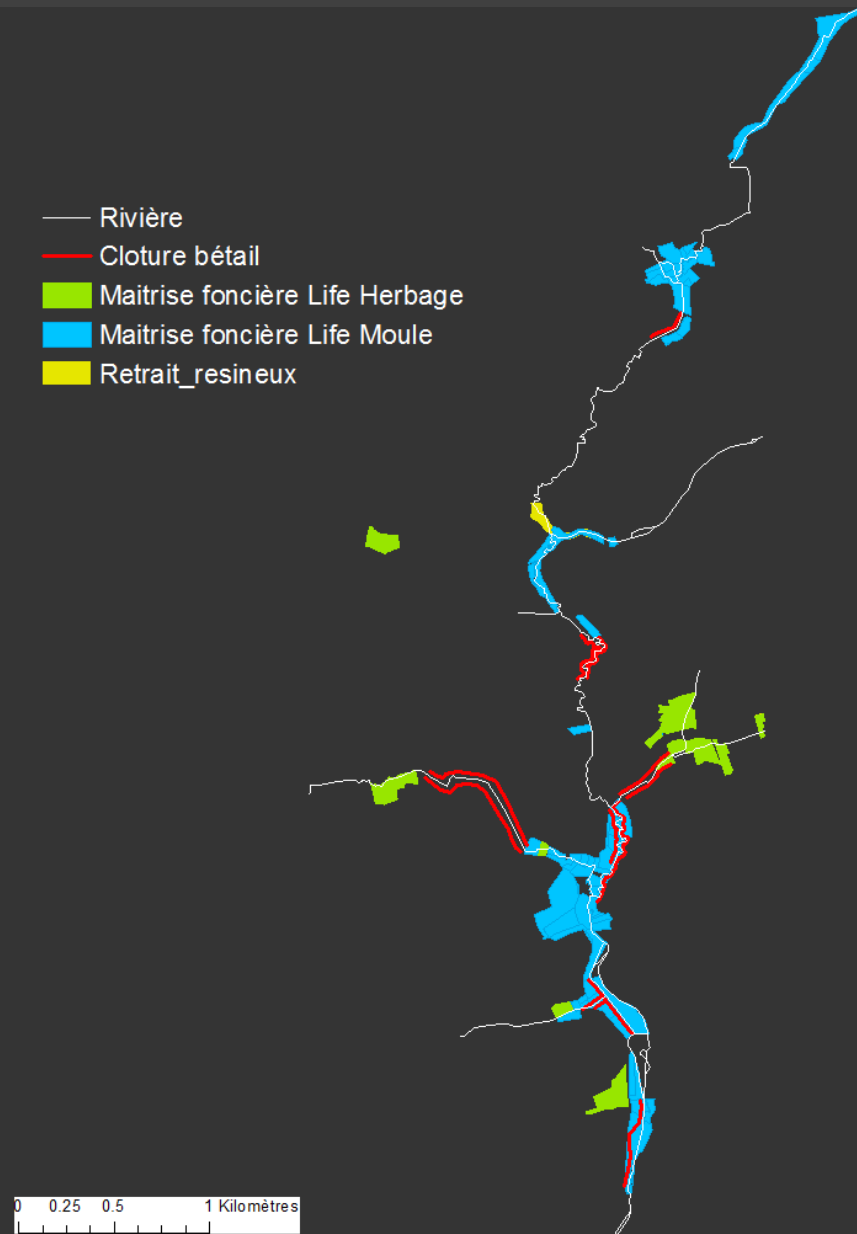 Rivière
Cloture bétail
Maitrise foncière Life Herbage
Maitrise foncière Life Moule
Retrait_resineux
0 0.25 0.5 1 Kilomètres